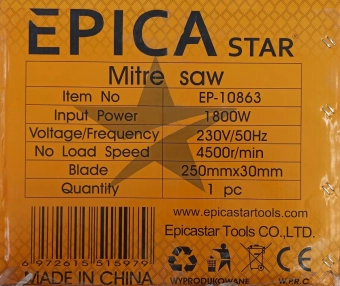 EPICA STAR®
Mitre saw
Item No EP-10863
Input Power 1800W
Voltage/Frequency 230V/50Hz
No Load Speed 4500r/min
Blade 250mmx30mm
Quantity 1 pc
www.epicastartools.com
Epicastar Tools CO.,LTD.
6972615515979
CE
MADE IN CHINA
WYPRODUKOWANE W.P.R.C